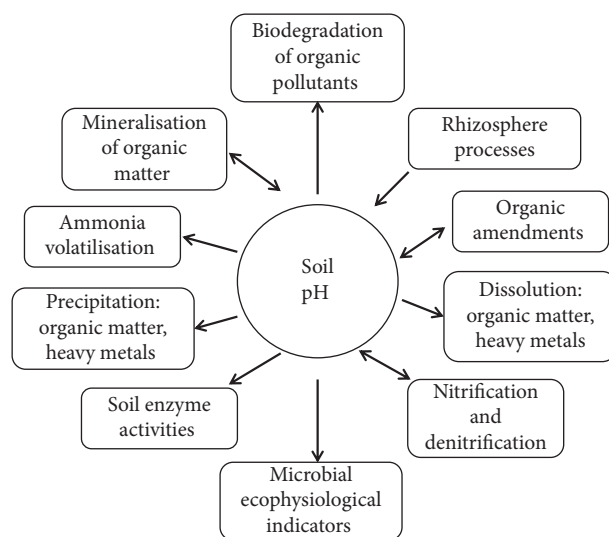 Biodegradation
of organic
pollutants
Mineralisation
of organic
matter
Rhizosphere
processes
Ammonia
volatilisation
Organic
amendments
Soil
pH
Precipitation:
organic matter,
heavy metals
Dissolution:
organic matter,
heavy metals
Soil enzyme
activities
Nitrification
and
denitrification
Microbial
ecophysiological
indicators